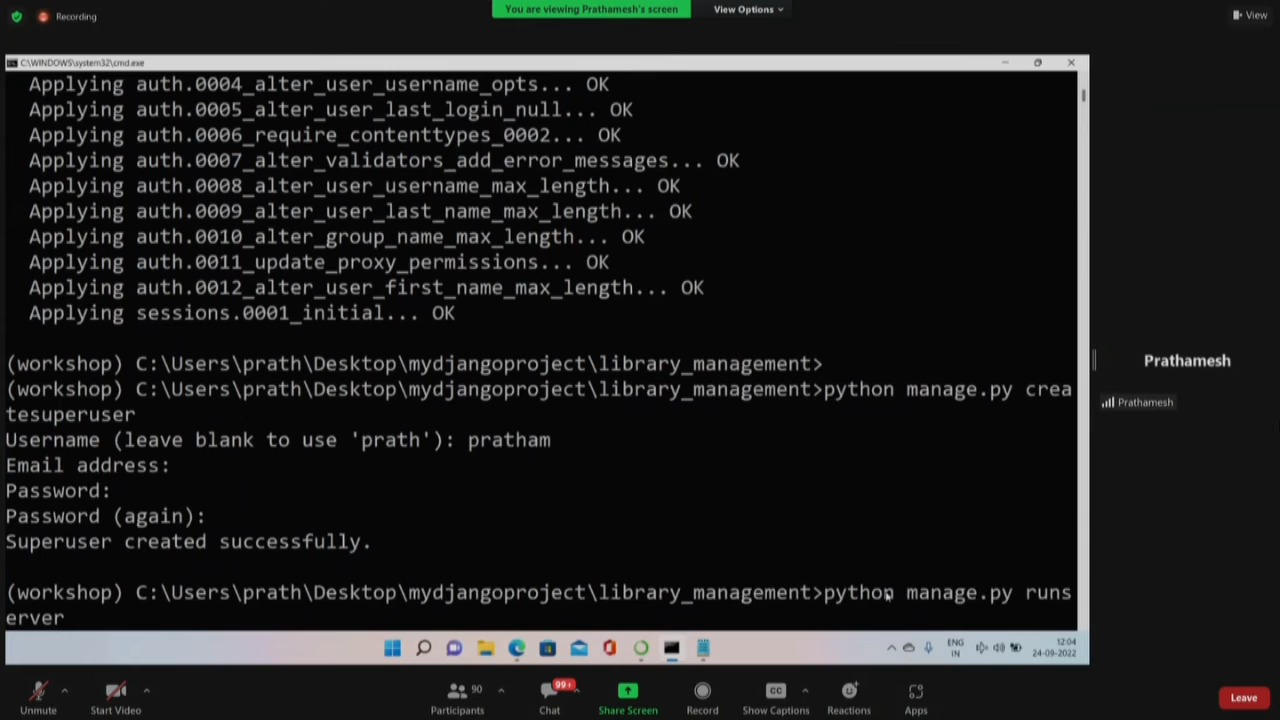 Recording
You are viewing Prathamesh's screen
View Options
View
C:\WINDOWS\system32\cmd.exe
Applying auth.0004_alter_user_username_opts... OK
Applying auth.0005_alter_user_last_login_null... OK
Applying auth.0006_require_contenttypes_0002... OK
Applying auth.0007_alter_validators_add_error_messages... OK
Applying auth.0008_alter_user_username_max_length... OK
Applying auth.0009_alter_user_last_name_max_length... OK
Applying auth.0010_alter_group_name_max_length... OK
Applying auth.0011_update_proxy_permissions... OK
Applying auth.0012_alter_user_first_name_max_length... OK
Applying sessions.0001_initial... OK
(workshop) C:\Users\prath\Desktop\mydjangoproject\library_management>
(workshop) C:\Users\prath\Desktop\mydjangoproject\library_management>python manage.py crea
tesuperuser
Username (leave blank to use 'prath'): pratham
Email address:
Password:
Password (again):
Superuser created successfully.
(workshop) C:\Users\prath\Desktop\mydjangoproject\library_management>python manage.py runs
erver
Prathamesh
Prathamesh
ENG
IN
12:04
24-09-2022
Unmute
Start Video
90
Participants
99+
Chat
Share Screen
Record
CC
Show Captions
Reactions
Apps
Leave